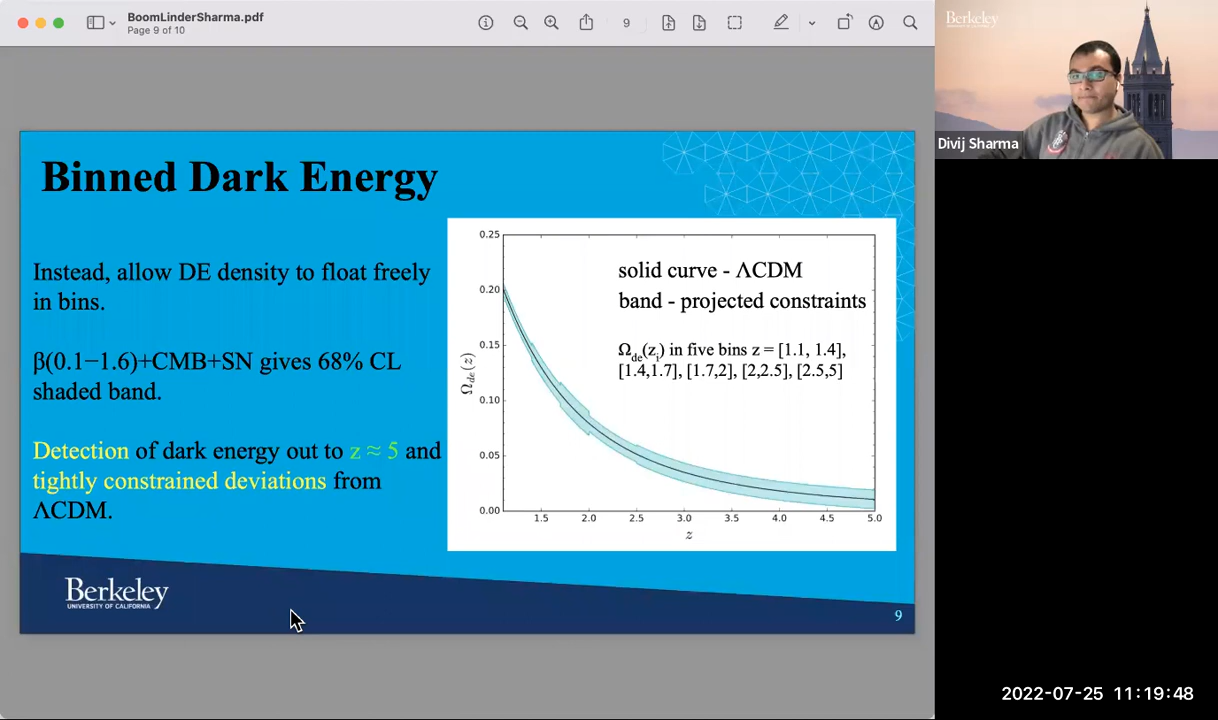 BoomLinderSharma.pdf
Page 9 of 10
9
Berkeley
Divij Sharma
Binned Dark Energy
Instead, allow DE density to float freely
in bins.
β(0.1−1.6)+CMB+SN gives 68% CL
shaded band.
Detection of dark energy out to z ≈ 5 and
tightly constrained deviations from
ΛCDM.
solid curve - ΛCDM
band - projected constraints
Ω_de(z_i) in five bins z = [1.1, 1.4],
[1.4,1.7], [1.7,2], [2,2.5], [2.5,5]
Ω_de(z)
0.25
0.20
0.15
0.10
0.05
0.00
1.5 2.0 2.5 3.0 3.5 4.0 4.5 5.0
z
Berkeley
UNIVERSITY OF CALIFORNIA
9
2022-07-25 11:19:48